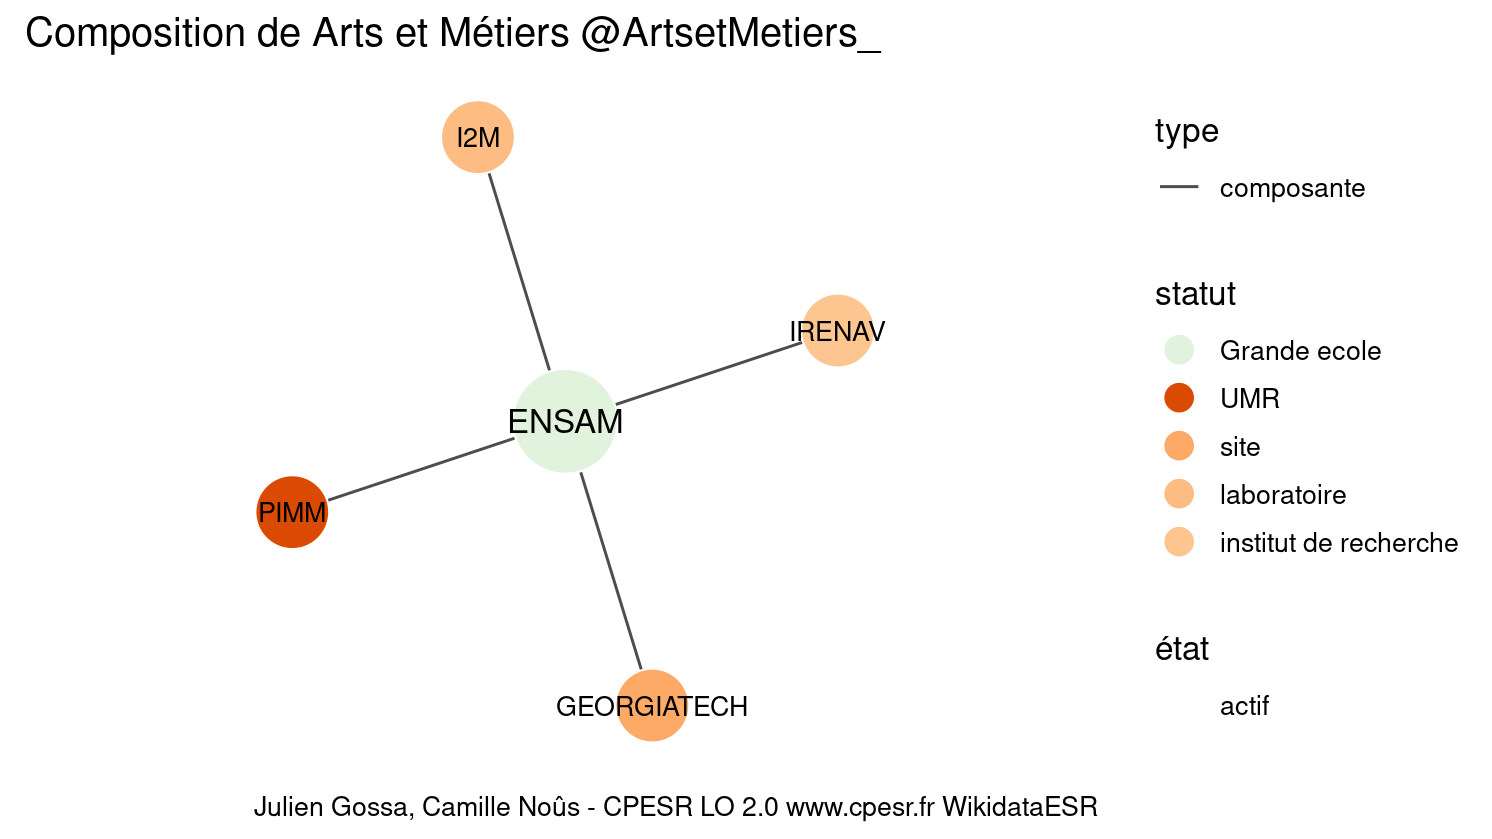 Composition de Arts et Métiers @ArtsetMetiers_
I2M
IRENAV
ENSAM
PIMM
GEORGIATECH
type
composante
statut
Grande ecole
UMR
site
laboratoire
institut de recherche
état
actif
Julien Gossa, Camille Noûs - CPESR LO 2.0 www.cpesr.fr WikidataESR